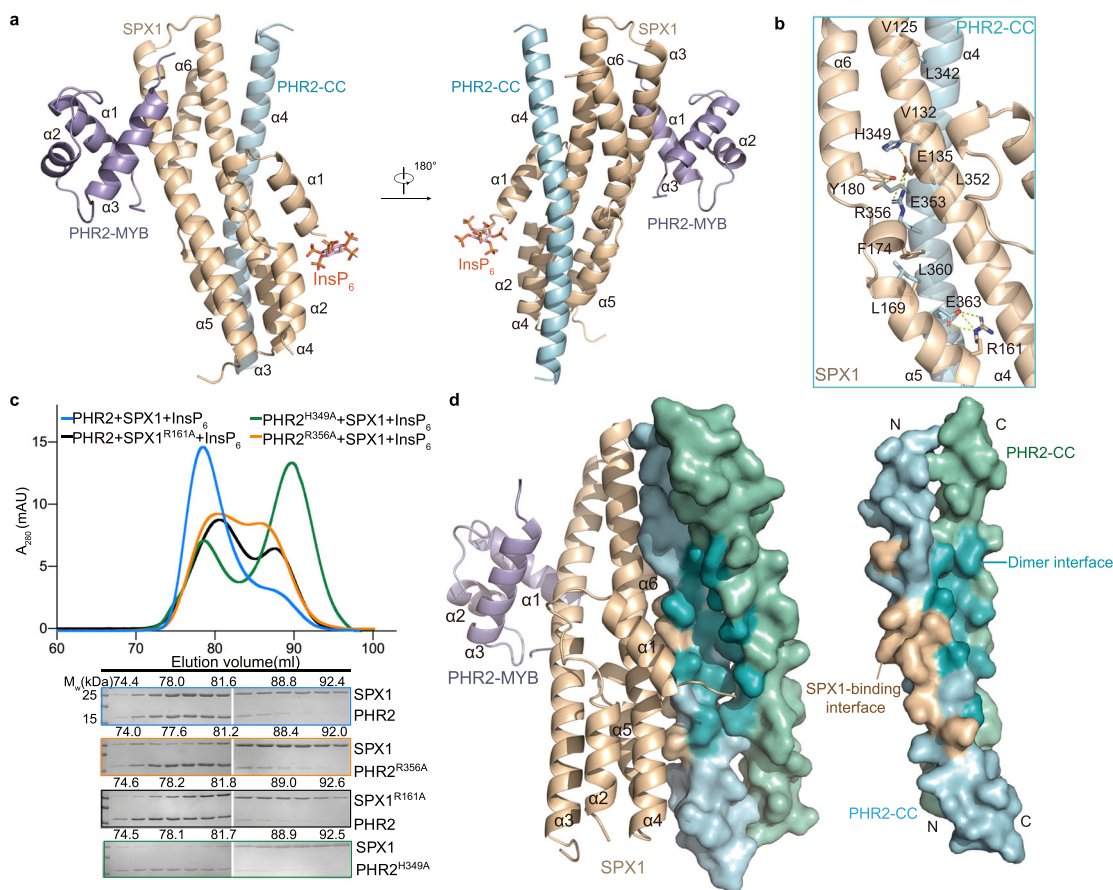 a
SPX1
α6
PHR2-CC
α1
α4
α2
α1
α3
PHR2-MYB
InsP6
α5
α2
α4
α3
180°
SPX1
α3
α6
PHR2-CC
α4
α1
α2
α1
α3
PHR2-MYB
InsP6
α2
α5
α4
b
V125
PHR2-CC
α6
α4
L342
V132
H349
E135
L352
Y180
E353
R356
F174
L360
L169
E363
R161
SPX1
α5
α4
c
PHR2+SPX1+InsP6
PHR2H349A+SPX1+InsP6
PHR2+SPX1R161A+InsP6
PHR2R356A+SPX1+InsP6
15
10
5
0
A280 (mAU)
60 70 80 90 100
Elution volume(ml)
Mw(kDa) 74.4 78.0 81.6 88.8 92.4
25
SPX1
15
PHR2
74.0 77.6 81.2 88.4 92.0
SPX1
PHR2R356A
74.6 78.2 81.8 89.0 92.6
SPX1R161A
PHR2
74.5 78.1 81.7 88.9 92.5
SPX1
PHR2H349A
d
α6
α1
α2
α1
α3
PHR2-MYB
α5
α2
α3
α4
SPX1
N
C
PHR2-CC
Dimer interface
SPX1-binding
interface
PHR2-CC
N
C